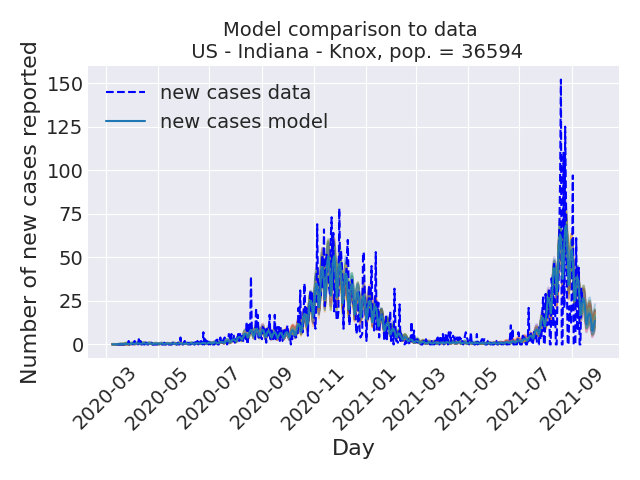 Model comparison to data
US - Indiana - Knox, pop. = 36594
Number of new cases reported
150
125
100
75
50
25
0
new cases data
new cases model
2020-03
2020-05
2020-07
2020-09
2020-11
2021-01
2021-03
2021-05
2021-07
2021-09
Day